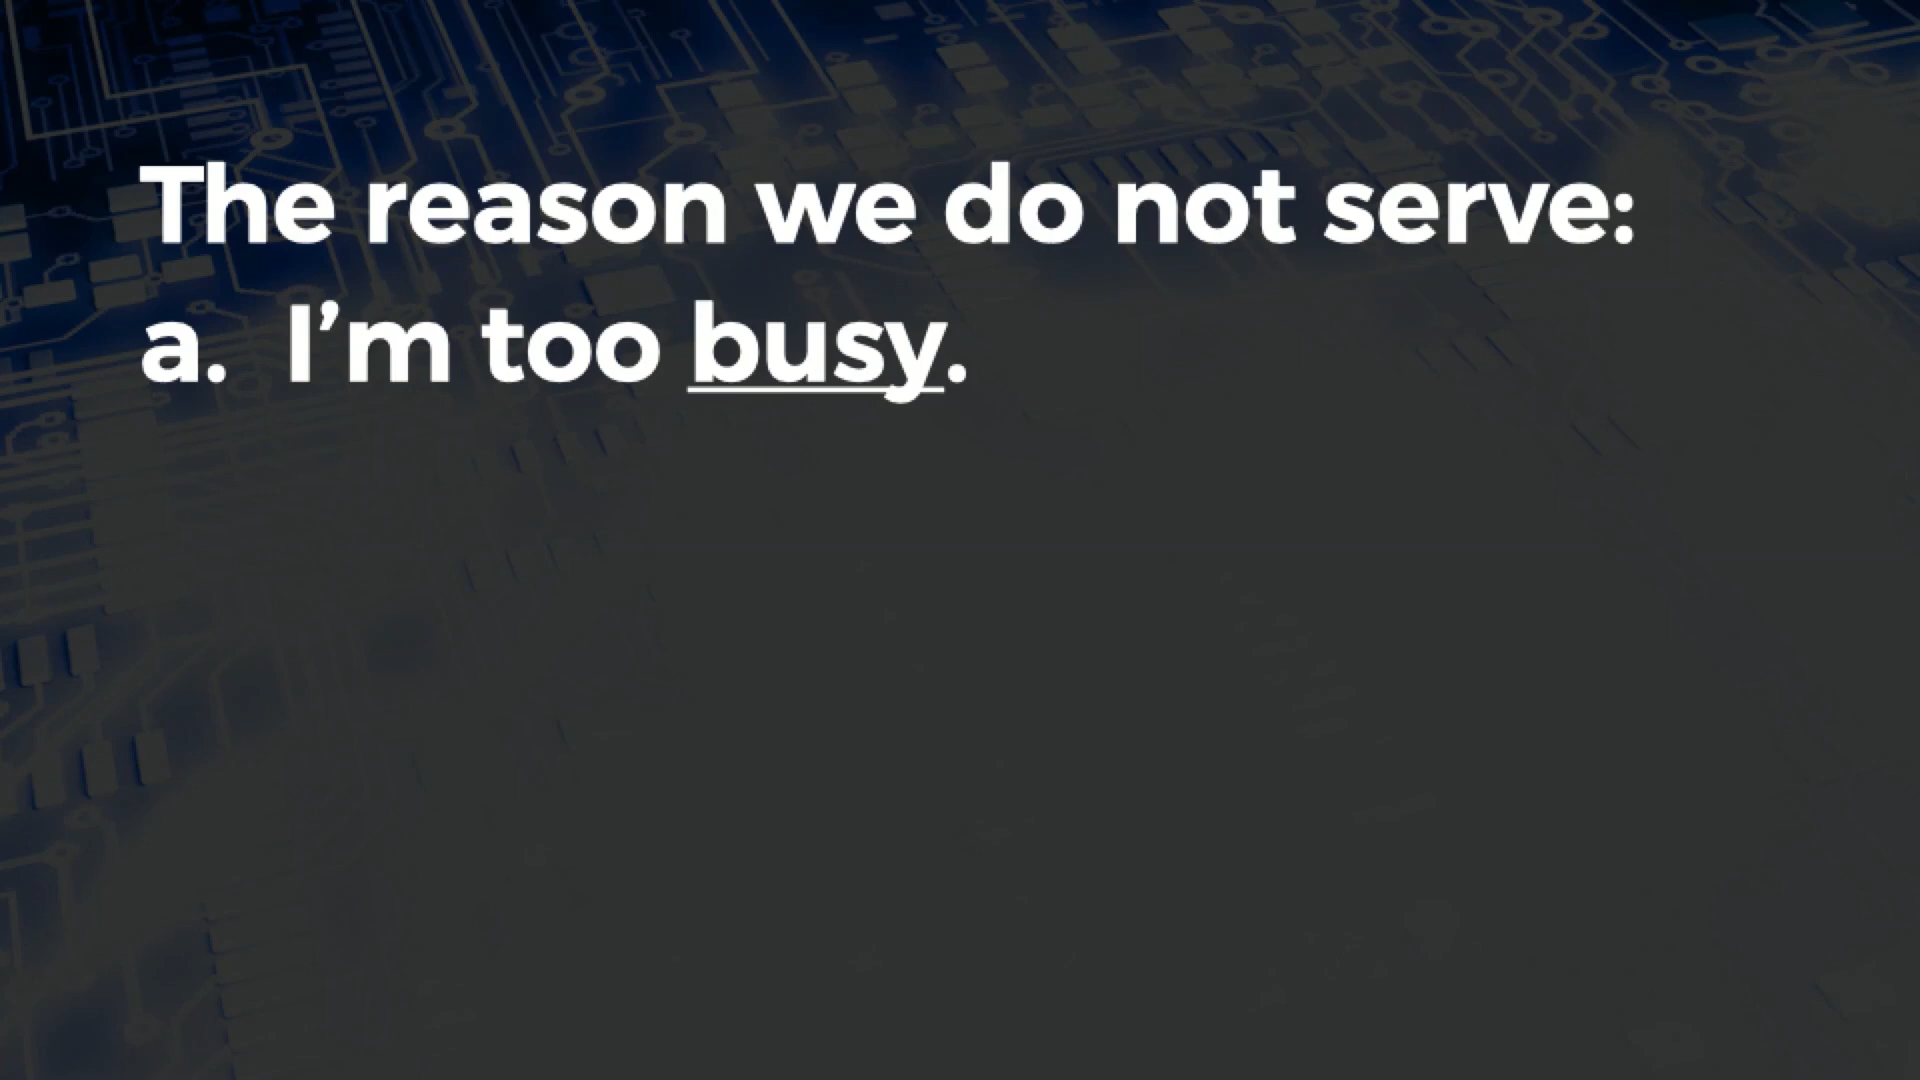 The reason we do not serve:
a. I’m too busy.